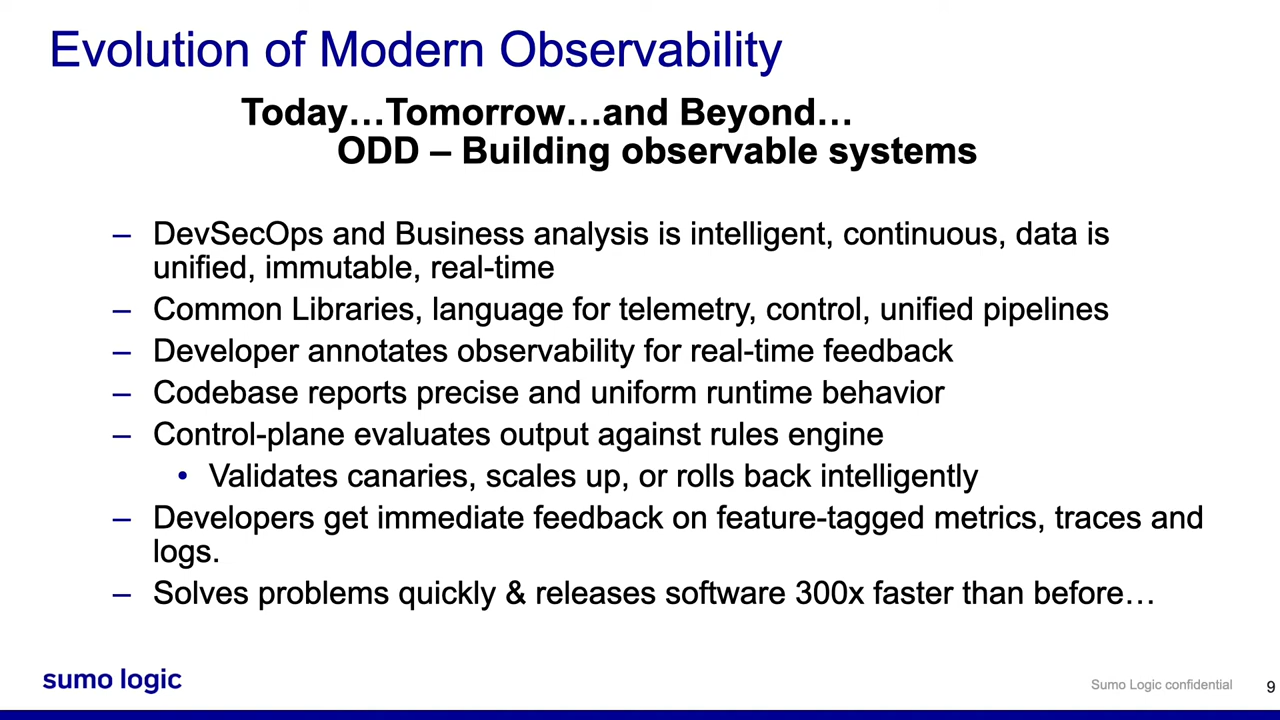 Evolution of Modern Observability
Today…Tomorrow…and Beyond…
ODD – Building observable systems
– DevSecOps and Business analysis is intelligent, continuous, data is
unified, immutable, real-time
– Common Libraries, language for telemetry, control, unified pipelines
– Developer annotates observability for real-time feedback
– Codebase reports precise and uniform runtime behavior
– Control-plane evaluates output against rules engine
• Validates canaries, scales up, or rolls back intelligently
– Developers get immediate feedback on feature-tagged metrics, traces and
logs.
– Solves problems quickly & releases software 300x faster than before…
sumo logic
Sumo Logic confidential
9